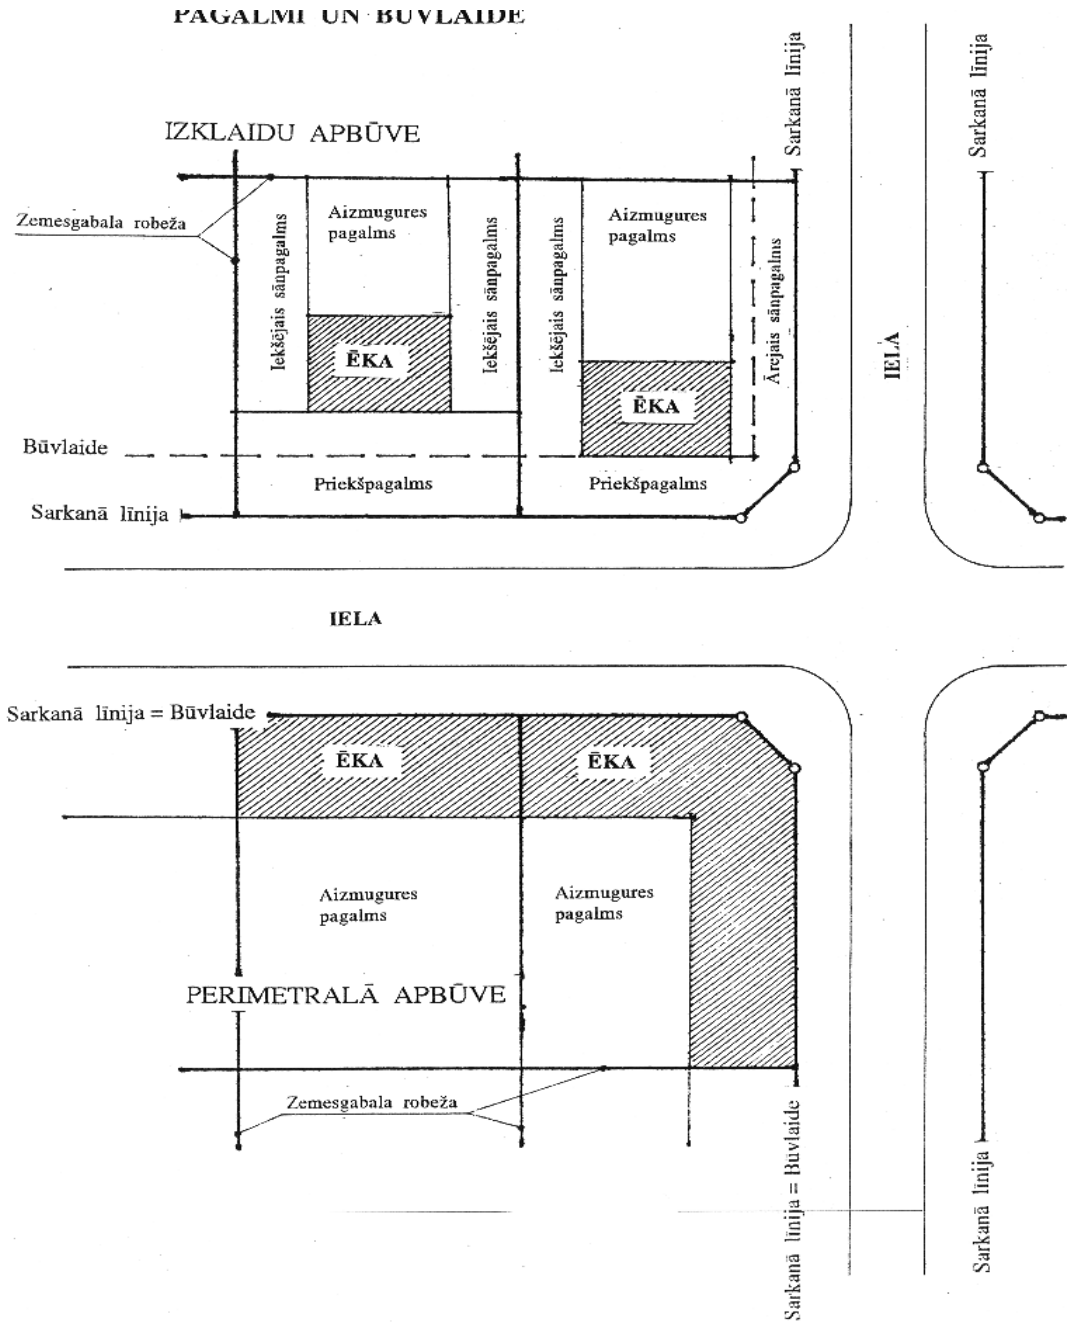 PAGALMI UN BŪVLAIDE
Sarkanā līnija
Sarkanā līnija
IZKLAIDU APBŪVE
Zemesgabala robeža
Aizmugures
pagalms
Aizmugures
pagalms
Iekšējais sānpagalms
Iekšējais sānpagalms
Iekšējais sānpagalms
Ārejais sānpagalms
ĒKA
ĒKA
IELA
Būvlaide
Priekšpagalms
Priekšpagalms
Sarkanā līnija
IELA
Sarkanā līnija = Būvlaide
ĒKA
ĒKA
Aizmugures
pagalms
Aizmugures
pagalms
PERIMETRALĀ APBŪVE
Zemesgabala robeža
Sarkanā līnija = Būvlaide
Sarkanā līnija